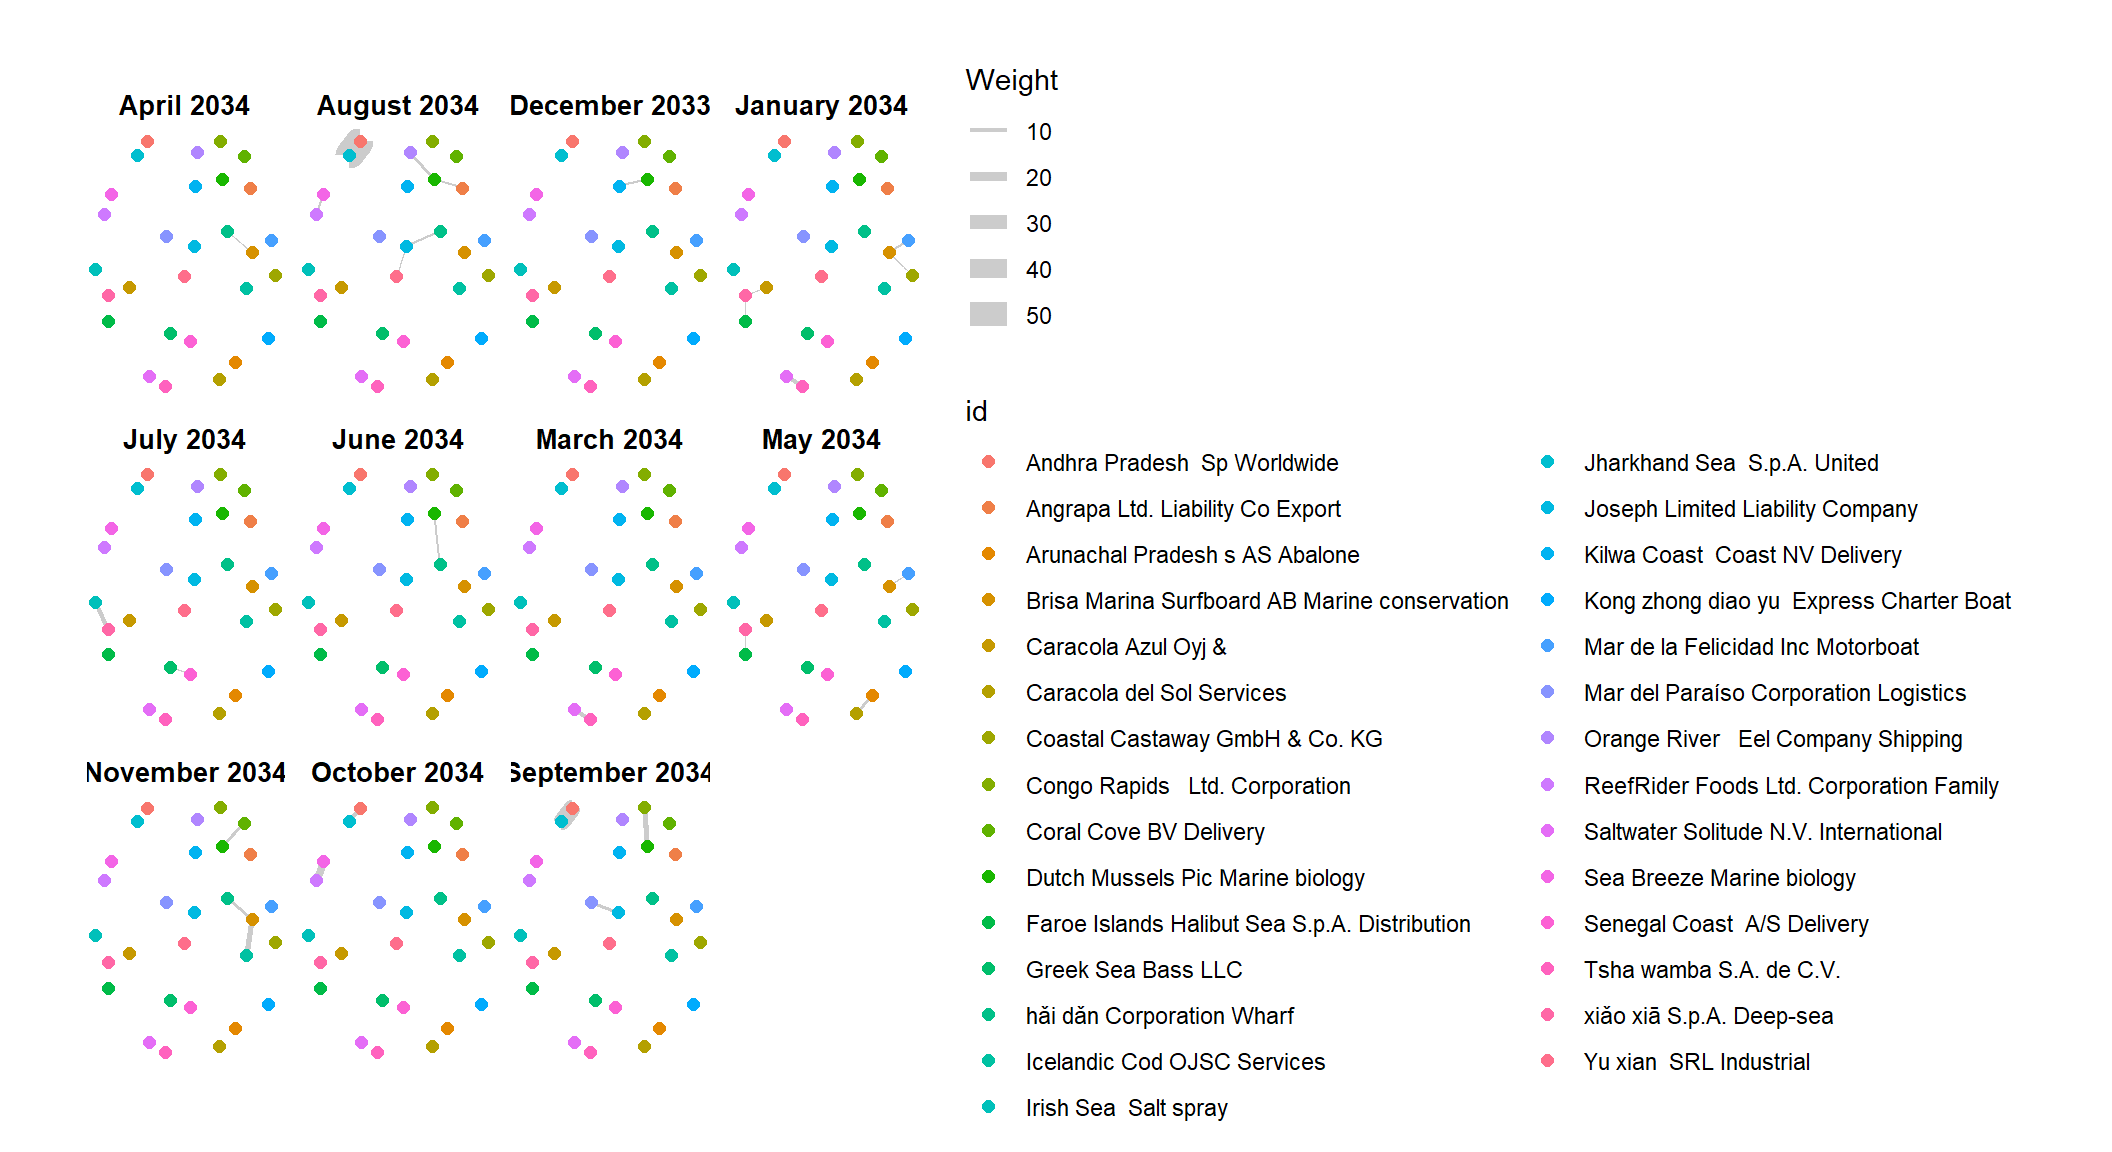 April 2034
August 2034
December 2033
January 2034
July 2034
June 2034
March 2034
May 2034
November 2034
October 2034
September 2034
Weight
10
20
30
40
50
id
Andhra Pradesh  Sp Worldwide
Angrapa Ltd. Liability Co Export
Arunachal Pradesh s AS Abalone
Brisa Marina Surfboard AB Marine conservation
Caracola Azul Oyj &
Caracola del Sol Services
Coastal Castaway GmbH & Co. KG
Congo Rapids   Ltd. Corporation
Coral Cove BV Delivery
Dutch Mussels Pic Marine biology
Faroe Islands Halibut Sea S.p.A. Distribution
Greek Sea Bass LLC
hǎi dǎn Corporation Wharf
Icelandic Cod OJSC Services
Irish Sea  Salt spray
Jharkhand Sea  S.p.A. United
Joseph Limited Liability Company
Kilwa Coast  Coast NV Delivery
Kong zhong diao yu  Express Charter Boat
Mar de la Felicidad Inc Motorboat
Mar del Paraíso Corporation Logistics
Orange River   Eel Company Shipping
ReefRider Foods Ltd. Corporation Family
Saltwater Solitude N.V. International
Sea Breeze Marine biology
Senegal Coast  A/S Delivery
Tsha wamba S.A. de C.V.
xiǎo xiā S.p.A. Deep-sea
Yu xian  SRL Industrial